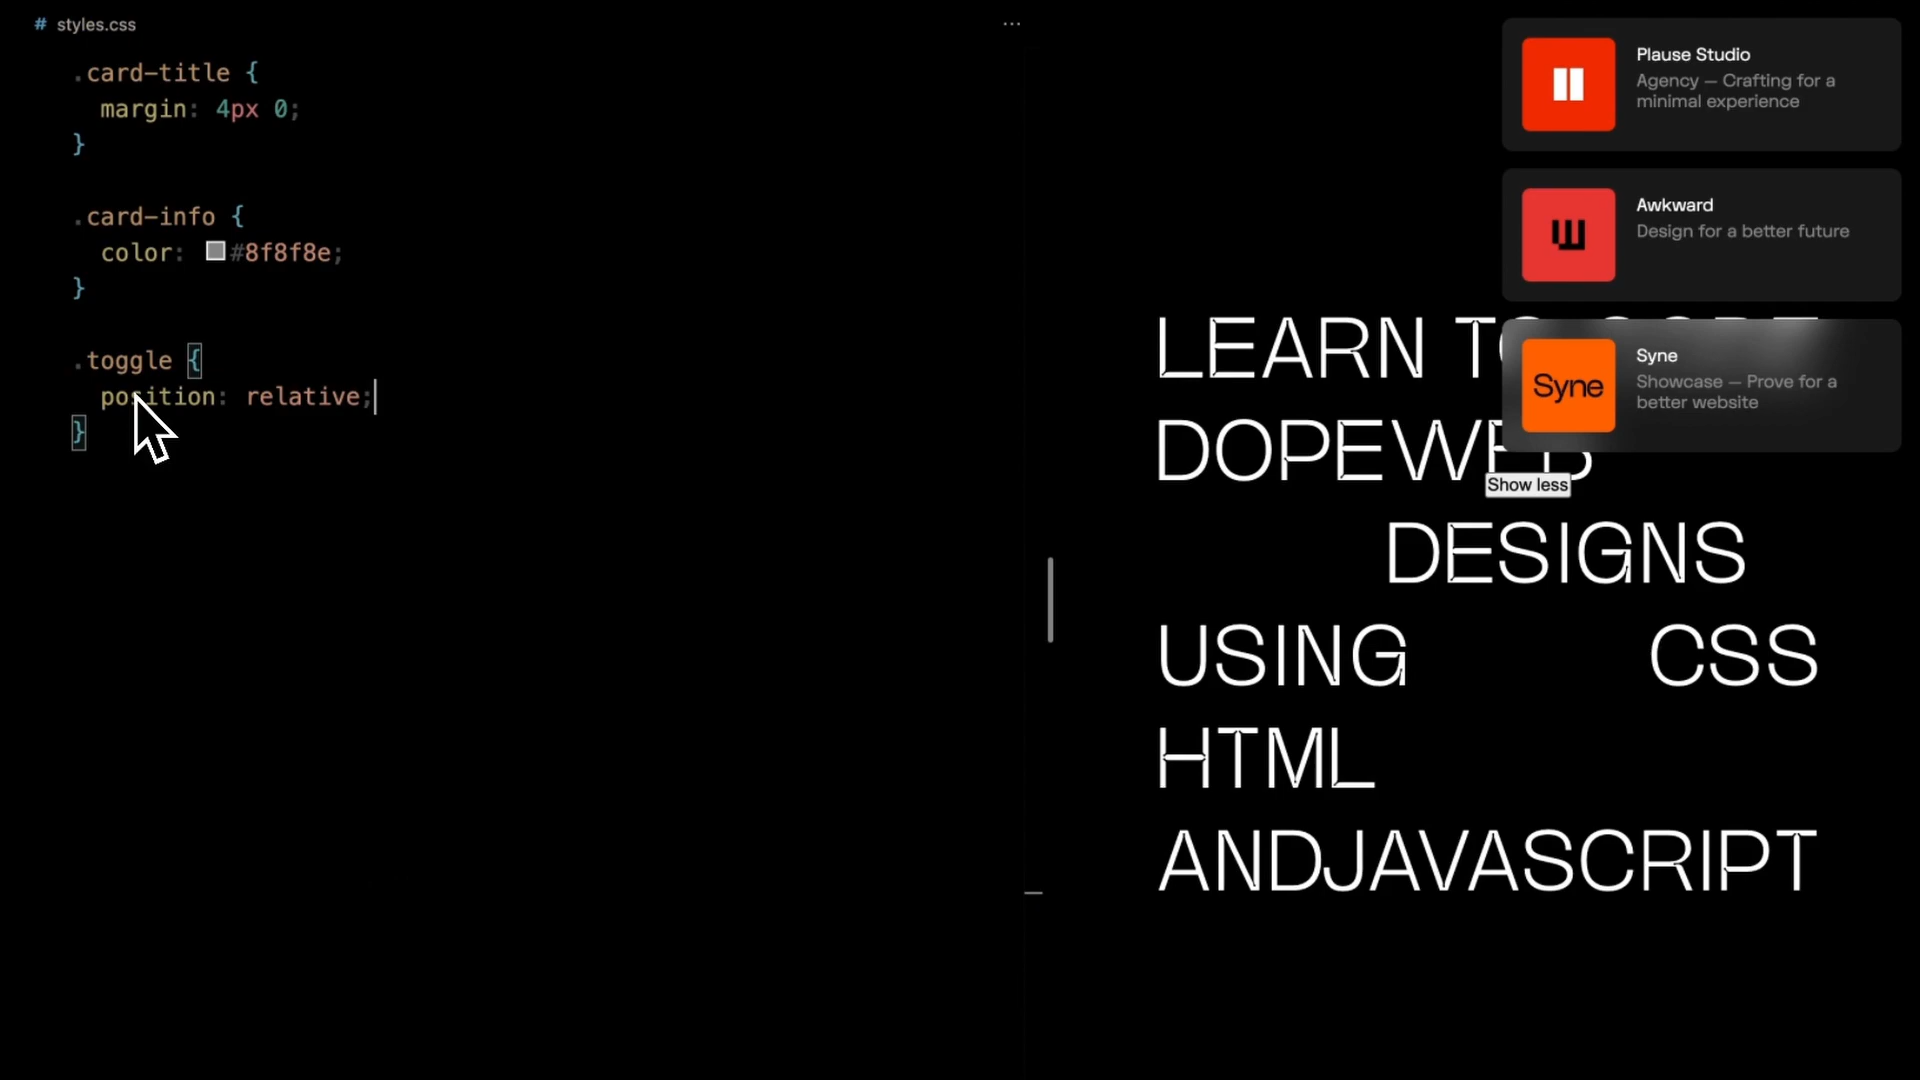 # styles.css
...
.card-title {
margin: 4px 0;
}
.card-info {
color: #8f8f8e;
}
.toggle {
position: relative;
}
Plause Studio
Agency — Crafting for a
minimal experience
Awkward
Design for a better future
Syne
Syne
Showcase — Prove for a
better website
LEARN
DOPEWEB
Show less
DESIGNS
USING CSS
HTML
ANDJAVASCRIPT